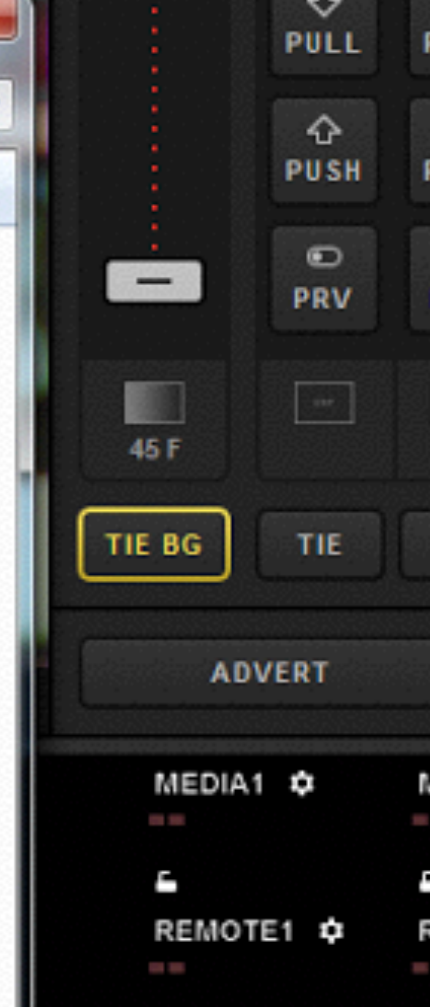 PULL
PUSH
PRV
45 F
TIE BG
TIE
ADVERT
MEDIA1
REMOTE1